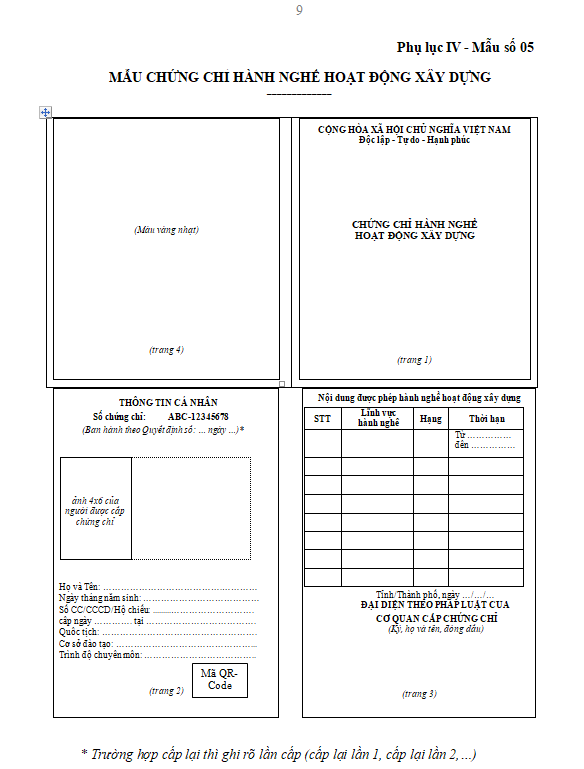 9
Phụ lục IV - Mẫu số 05
MẪU CHỨNG CHỈ HÀNH NGHỀ HOẠT ĐỘNG XÂY DỰNG
(Màu vàng nhạt)
(trang 4)
CỘNG HÒA XÃ HỘI CHỦ NGHĨA VIỆT NAM
Độc lập - Tự do - Hạnh phúc
CHỨNG CHỈ HÀNH NGHỀ
HOẠT ĐỘNG XÂY DỰNG
(trang 1)
THÔNG TIN CÁ NHÂN
Số chứng chỉ: ABC-12345678
(Ban hành theo Quyết định số: ... ngày ...)*
ảnh 4x6 của
người được cấp
chứng chỉ
Họ và Tên: ……………………………………………
Ngày tháng năm sinh: …………………………………
Số CC/CCCD/Hộ chiếu: ………………………………
cấp ngày ………… tại ………………………………
Quốc tịch: ……………………………………………
Cơ sở đào tạo: …………………………………………
Trình độ chuyên môn: …………………………………
Mã QR-
Code
(trang 2)
Nội dung được phép hành nghề hoạt động xây dựng
STT Lĩnh vực hành nghề Hạng Thời hạn
Từ ……………
đến ……………
Tỉnh/Thành phố, ngày …/…/…
ĐẠI DIỆN THEO PHÁP LUẬT CỦA
CƠ QUAN CẤP CHỨNG CHỈ
(Ký, họ và tên, đóng dấu)
(trang 3)
* Trường hợp cấp lại thì ghi rõ lần cấp (cấp lại lần 1, cấp lại lần 2,…)